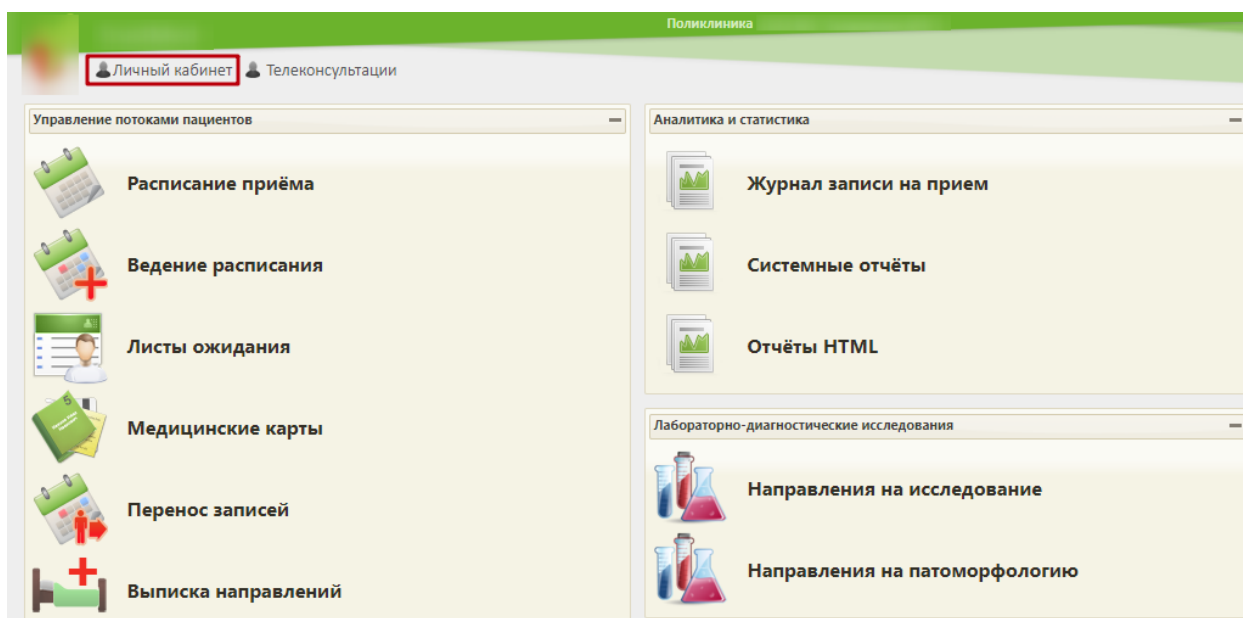 Поликлиника
Личный кабинет Телеконсультации
Управление потоками пациентов
Расписание приёма
Ведение расписания
Листы ожидания
5
Медицинские карты
Перенос записей
Выписка направлений
Аналитика и статистика
Журнал записи на прием
Системные отчёты
Отчёты HTML
Лабораторно-диагностические исследования
Направления на исследование
Направления на патоморфологию